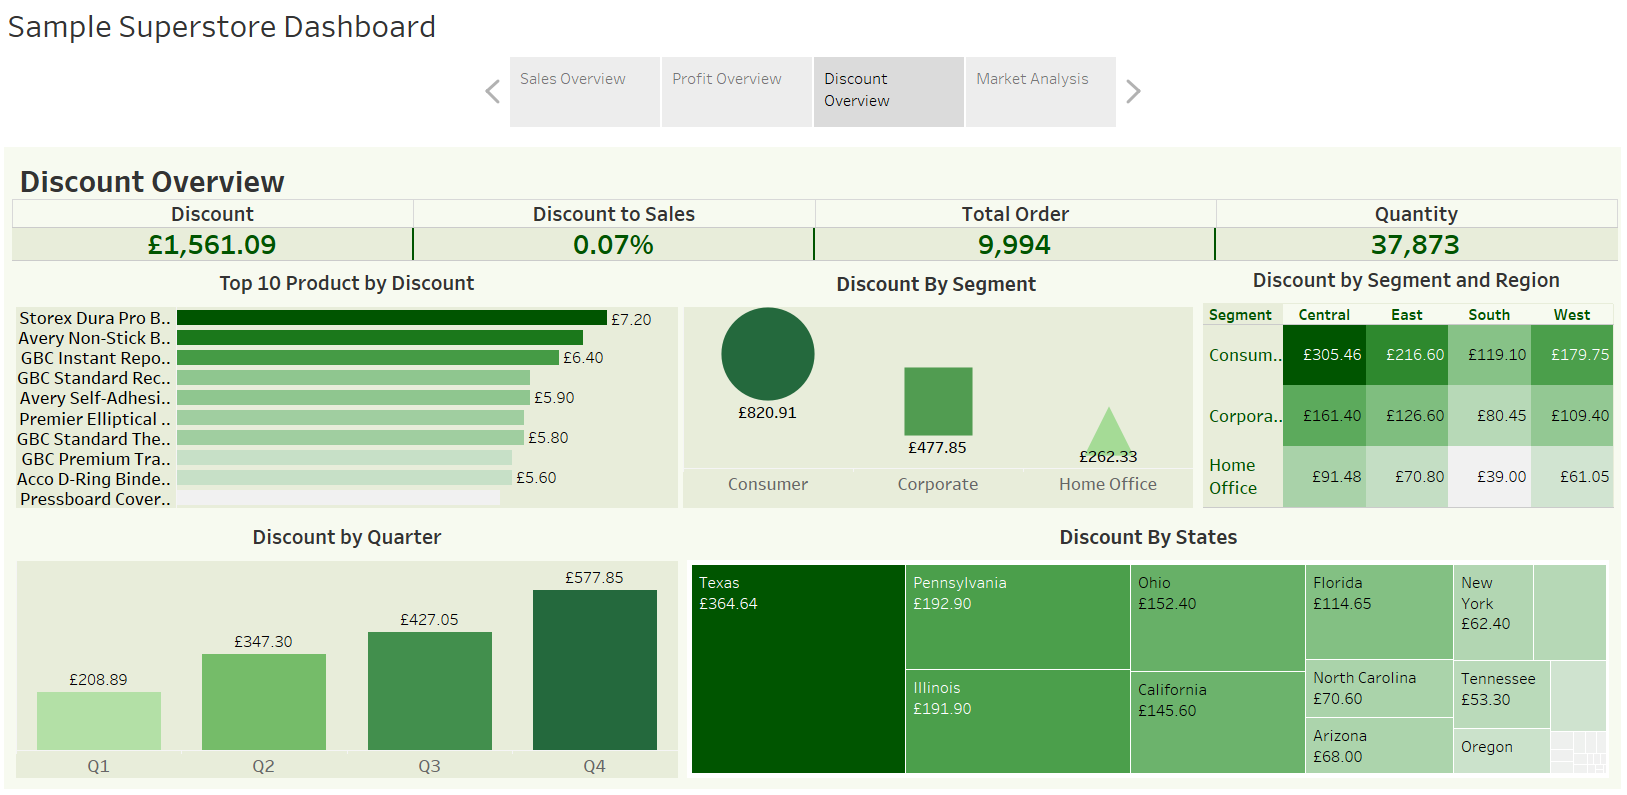 Sample Superstore Dashboard
Sales Overview
Profit Overview
Discount
Overview
Market Analysis
Discount Overview
Discount
Discount to Sales
Total Order
Quantity
£1,561.09
0.07%
9,994
37,873
Top 10 Product by Discount
Storex Dura Pro B..
£7.20
Avery Non-Stick B..
GBC Instant Repo..
£6.40
GBC Standard Rec..
Avery Self-Adhesi..
£5.90
Premier Elliptical ..
GBC Standard The..
£5.80
GBC Premium Tra..
Acco D-Ring Binde..
£5.60
Pressboard Cover..
Discount By Segment
£820.91
£477.85
£262.33
Consumer
Corporate
Home Office
Discount by Segment and Region
Segment Central East South West
Consum.. £305.46 £216.60 £119.10 £179.75
Corpora.. £161.40 £126.60 £80.45 £109.40
Home
Office
£91.48 £70.80 £39.00 £61.05
Discount by Quarter
£208.89
£347.30
£427.05
£577.85
Q1
Q2
Q3
Q4
Discount By States
Texas
£364.64
Pennsylvania
£192.90
Illinois
£191.90
Ohio
£152.40
California
£145.60
Florida
£114.65
North Carolina
£70.60
Arizona
£68.00
New
York
£62.40
Tennessee
£53.30
Oregon